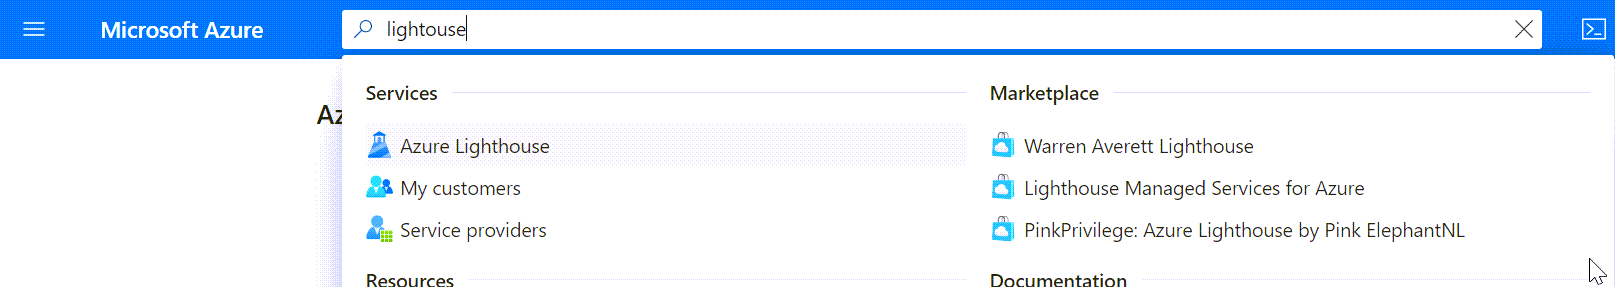 Microsoft Azure
lightouse
Az
Services
Azure Lighthouse
My customers
Service providers
Resources
Marketplace
Warren Averett Lighthouse
Lighthouse Managed Services for Azure
PinkPrivilege: Azure Lighthouse by Pink ElephantNL
Documentation